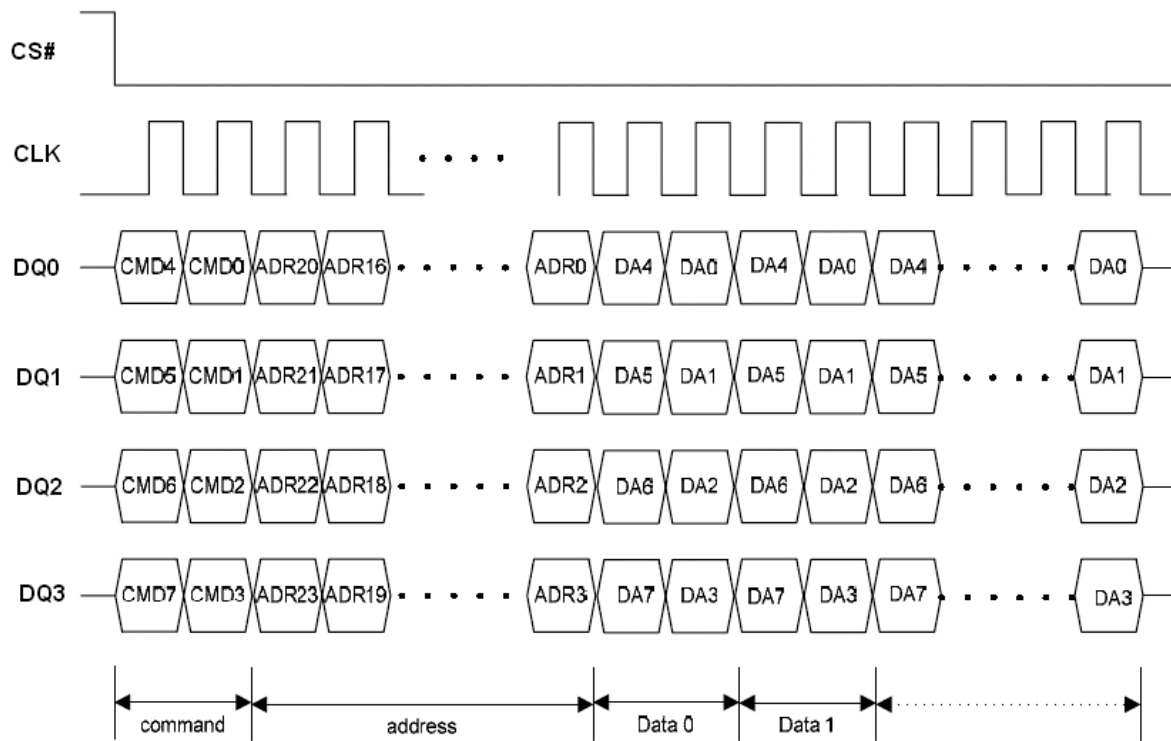 CS#
CLK
DQ0 CMD4 CMD0 ADR20 ADR16 ADR0 DA4 DA0 DA4 DA0 DA4 DA0
DQ1 CMD5 CMD1 ADR21 ADR17 ADR1 DA5 DA1 DA5 DA1 DA5 DA1
DQ2 CMD6 CMD2 ADR22 ADR18 ADR2 DA6 DA2 DA6 DA2 DA6 DA2
DQ3 CMD7 CMD3 ADR23 ADR19 ADR3 DA7 DA3 DA7 DA3 DA7 DA3
command address Data 0 Data 1